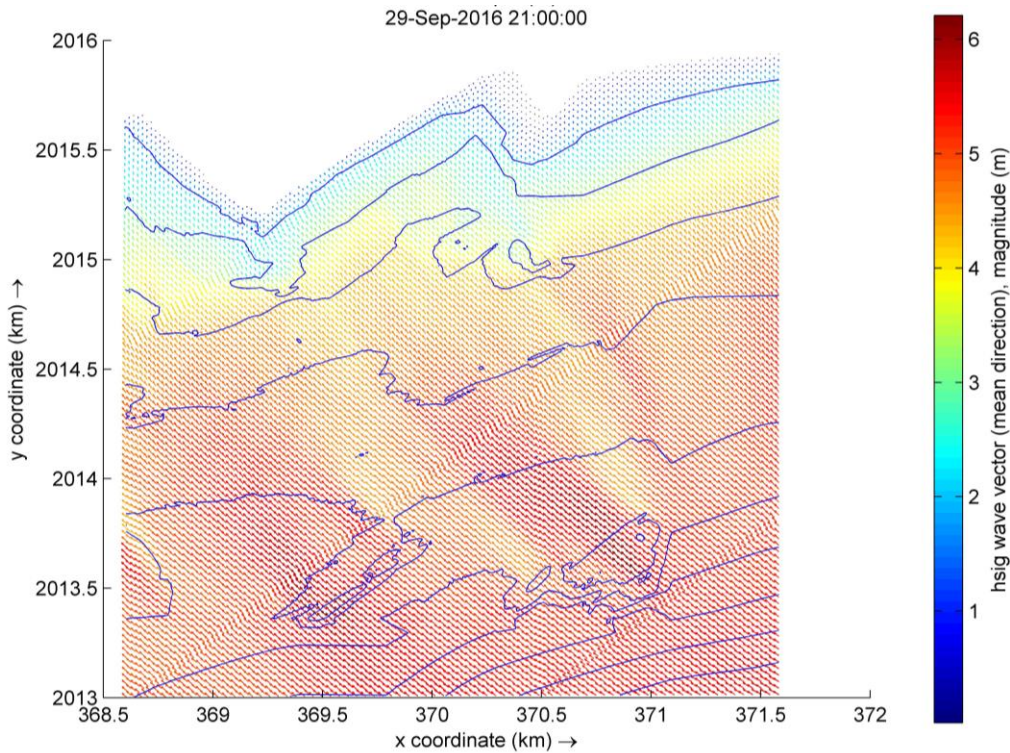 29-Sep-2016 21:00:00
2016
2015.5
2015
2014.5
2014
2013.5
2013
y coordinate (km) →
368.5 369 369.5 370 370.5 371 371.5 372
x coordinate (km) →
6
5
4
3
2
1
hsig wave vector (mean direction), magnitude (m)